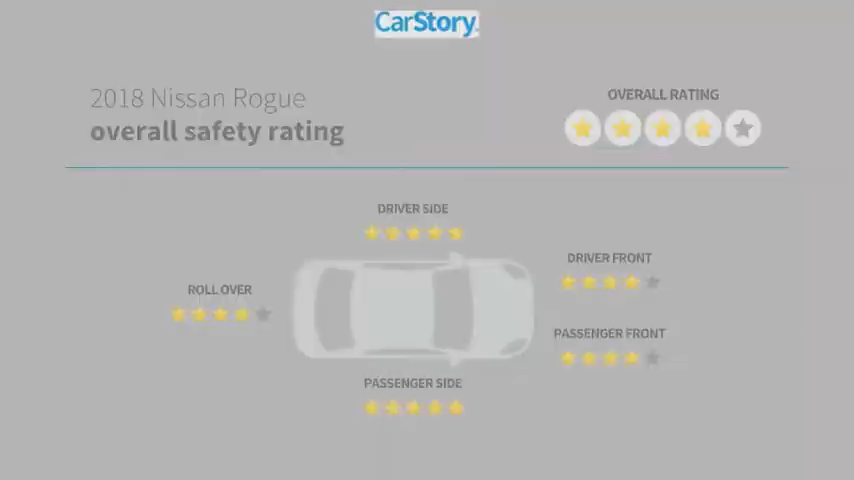 CarStory
2018 Nissan Rogue
overall safety rating
OVERALL RATING
DRIVER SIDE
DRIVER FRONT
ROLL OVER
PASSENGER FRONT
PASSENGER SIDE